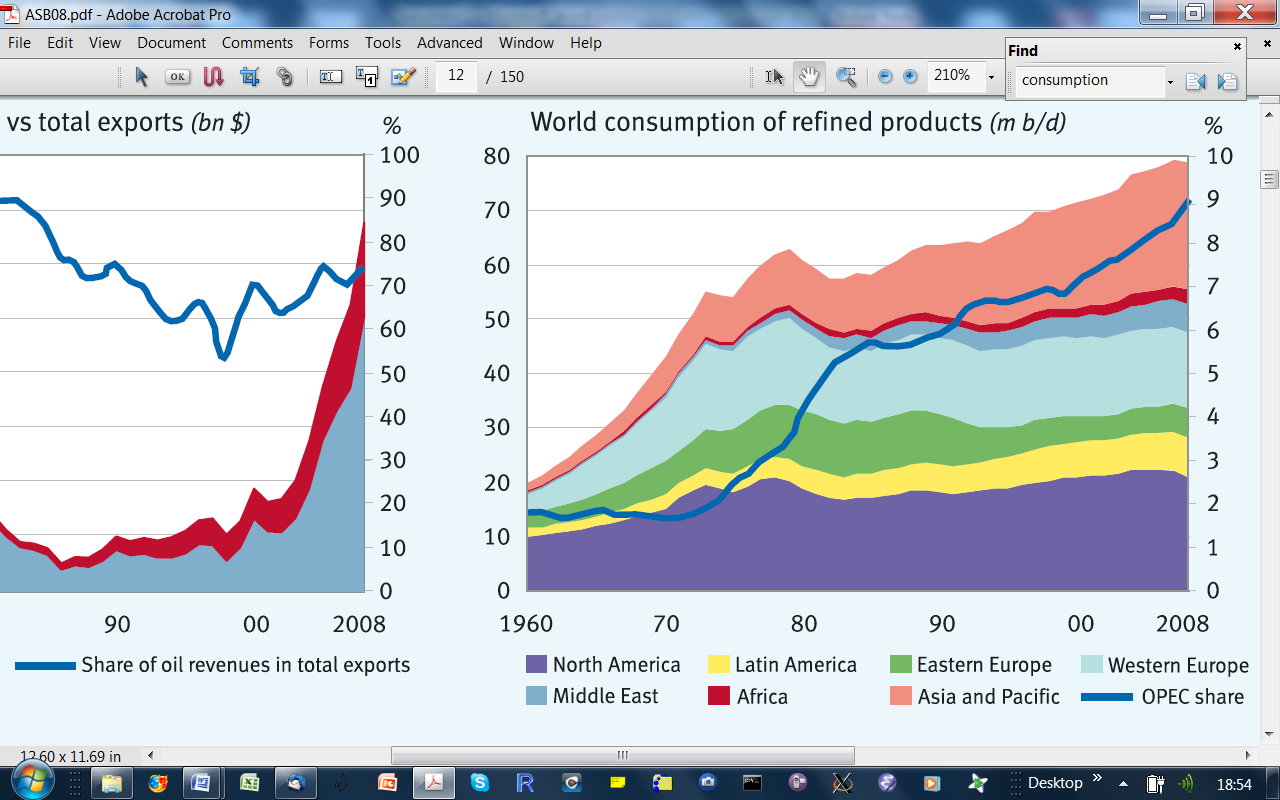 ASB08.pdf - Adobe Acrobat Pro
File Edit View Document Comments Forms Tools Advanced Window Help
Find
OK
12 / 150
210%
consumption
vs total exports (bn $)
%
100
90
80
70
60
50
40
30
20
10
0
90 00 2008
Share of oil revenues in total exports
World consumption of refined products (m b/d)
%
80
70
60
50
40
30
20
10
0
10
9
8
7
6
5
4
3
2
1
0
1960 70 80 90 00 2008
North America Latin America Eastern Europe Western Europe
Middle East Africa Asia and Pacific OPEC share
12.60 x 11.69 in
Desktop
18:54